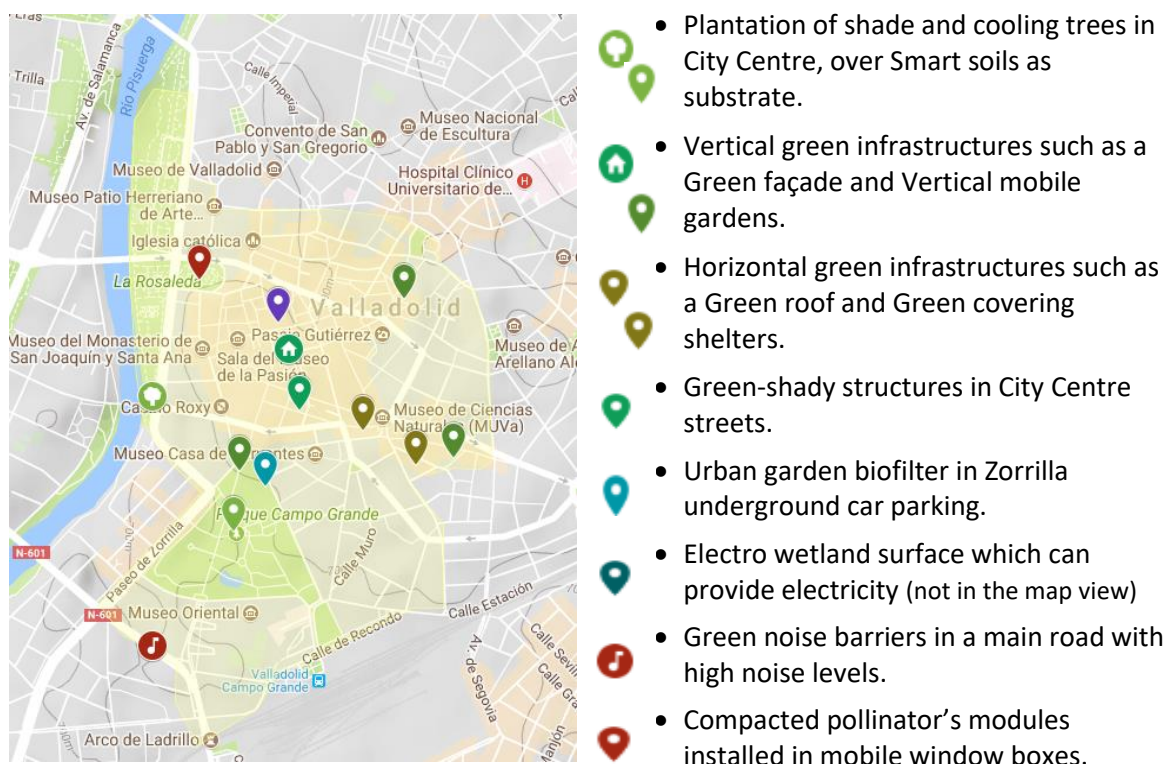 Eras
Av. de Salamanca
Trilla
Río Pisuerga
Calle Imperial
Cal
Museo Nacional
de Escultura
Convento de San
Pablo y San Gregorio
Museo de Valladolid
Hospital Clínico
Universitario de...
Museo Patio Herreriano
de Arte...
Iglesia católica
La Rosaleda
Valladolid
Pasaje Gutiérrez
Museo del Monasterio de
San Joaquín y Santa Ana
Sala del Museo
de la Pasión
Museo de A
Arellano Al
Casino Roxy
Museo de Ciencias
Naturales (MUVa)
Museo Casa de Cervantes
Parque Campo Grande
N-601
Paseo de Zorrilla
Calle Muro
N-601
Museo Oriental
Calle Estación
Calle de Recondo
Valladolid
Campo Grande
Av. de Segovia
Calle Sevil
Calle Gra
Arco de Ladrillo
Manjón
• Plantation of shade and cooling trees in
City Centre, over Smart soils as
substrate.
• Vertical green infrastructures such as a
Green façade and Vertical mobile
gardens.
• Horizontal green infrastructures such as
a Green roof and Green covering
shelters.
• Green-shady structures in City Centre
streets.
• Urban garden biofilter in Zorrilla
underground car parking.
• Electro wetland surface which can
provide electricity (not in the map view)
• Green noise barriers in a main road with
high noise levels.
• Compacted pollinator's modules
installed in mobile window boxes.